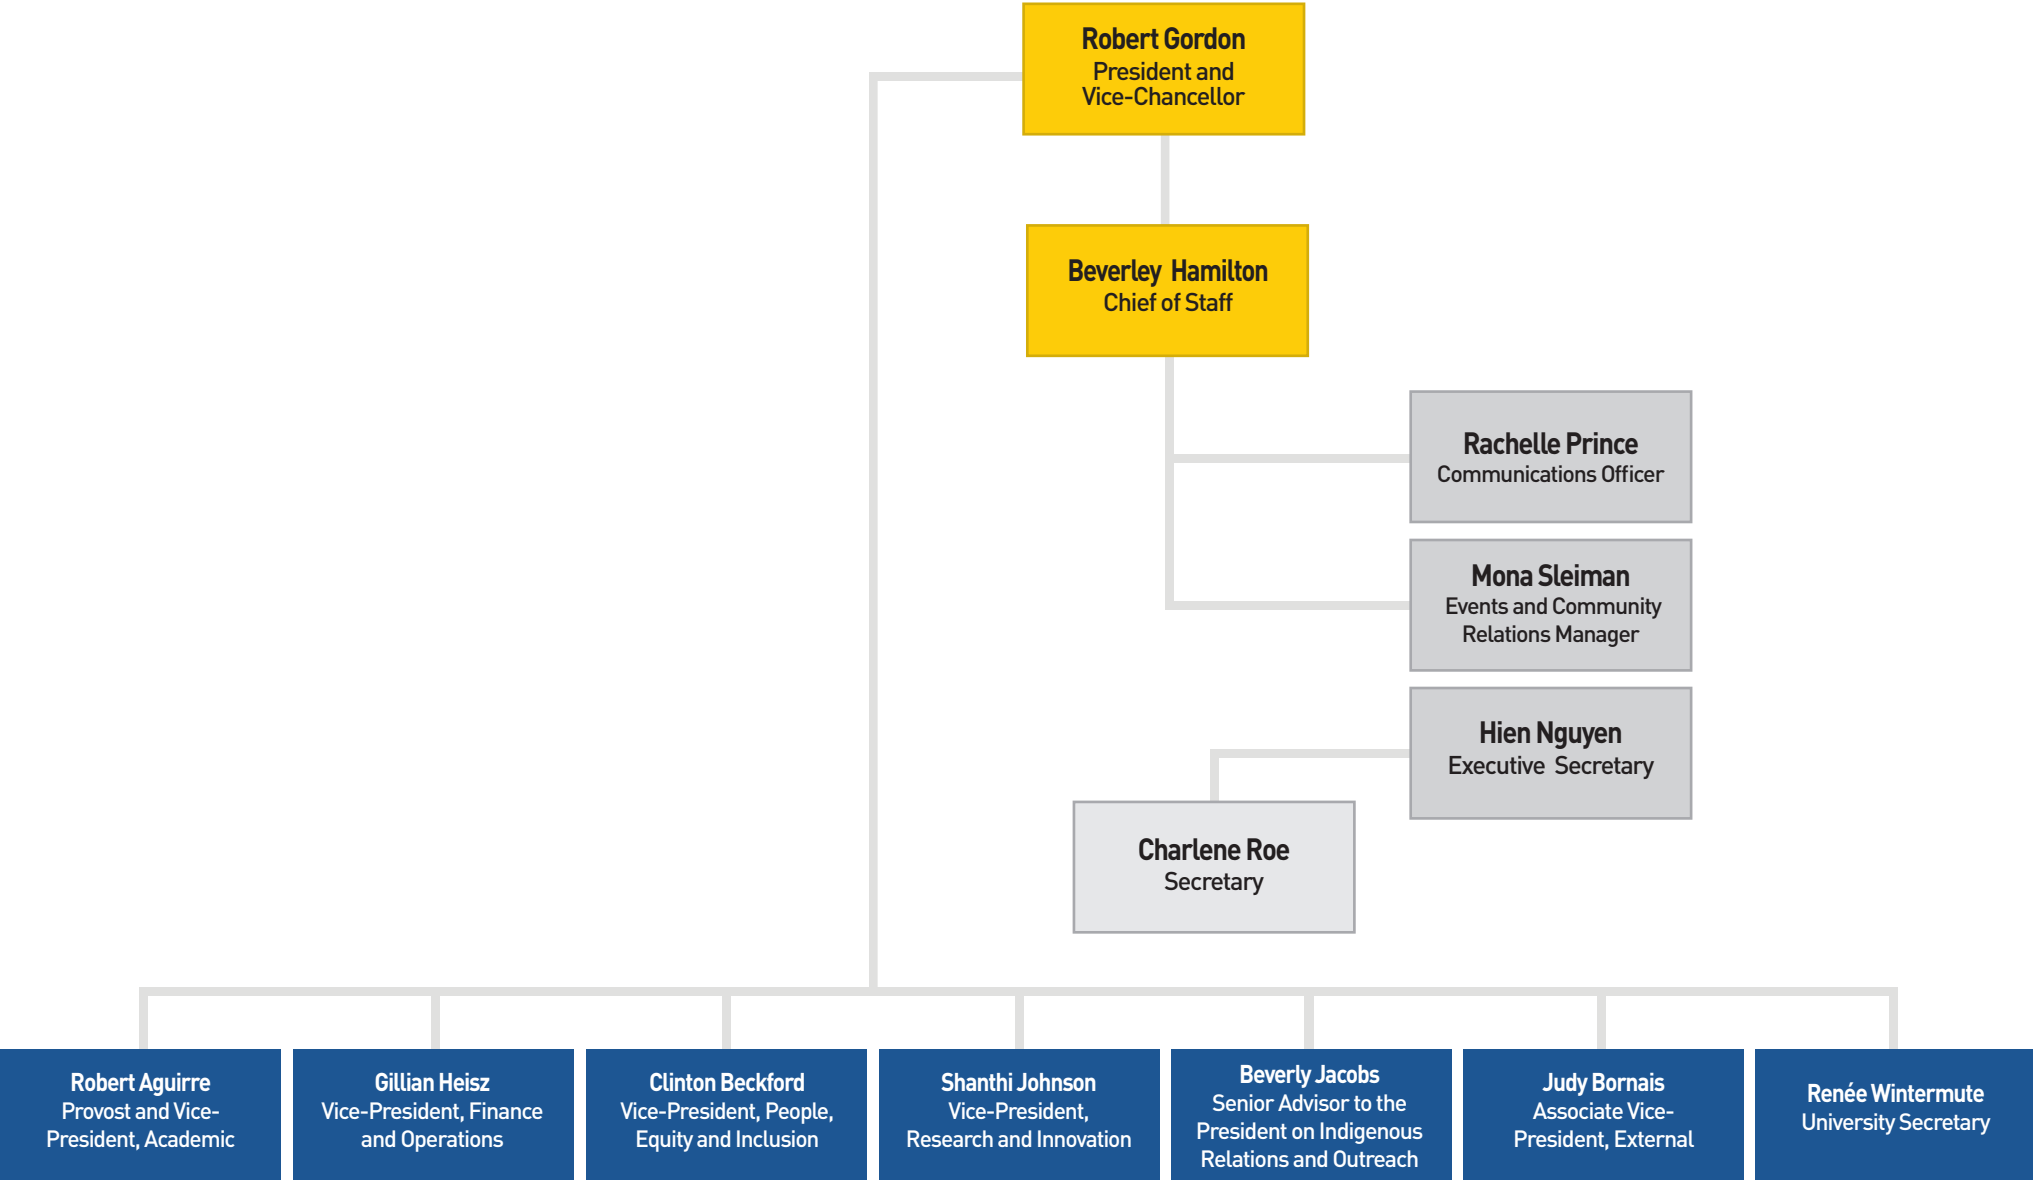 Robert Gordon
President and
Vice-Chancellor
Beverley Hamilton
Chief of Staff
Rachelle Prince
Communications Officer
Mona Sleiman
Events and Community
Relations Manager
Hien Nguyen
Executive Secretary
Charlene Roe
Secretary
Robert Aguirre
Provost and Vice-
President, Academic
Gillian Heisz
Vice-President, Finance
and Operations
Clinton Beckford
Vice-President, People,
Equity and Inclusion
Shanthi Johnson
Vice-President,
Research and Innovation
Beverly Jacobs
Senior Advisor to the
President on Indigenous
Relations and Outreach
Judy Bornais
Associate Vice-
President, External
Renée Wintermute
University Secretary